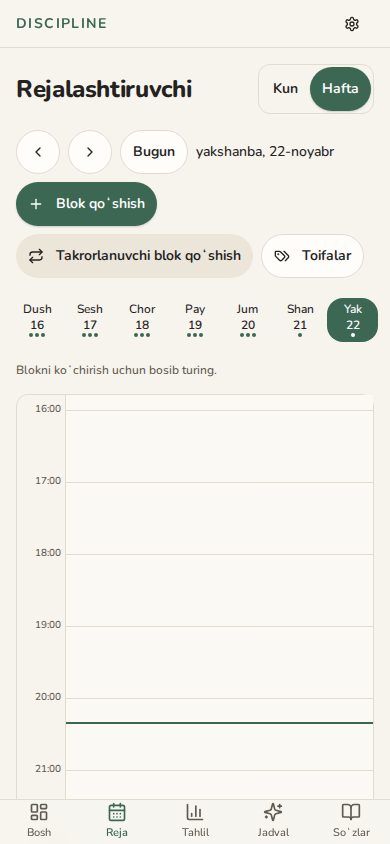 DISCIPLINE
Rejalashtiruvchi
Kun Hafta
Bugun yakshanba, 22-noyabr
Blok qoʻshish
Takrorlanuvchi blok qoʻshish Toifalar
Dush Sesh Chor Pay Jum Shan Yak
16 17 18 19 20 21 22
Blokni koʻchirish uchun bosib turing.
16:00
17:00
18:00
19:00
20:00
21:00
Bosh Reja Tahlil Jadval Soʻzlar